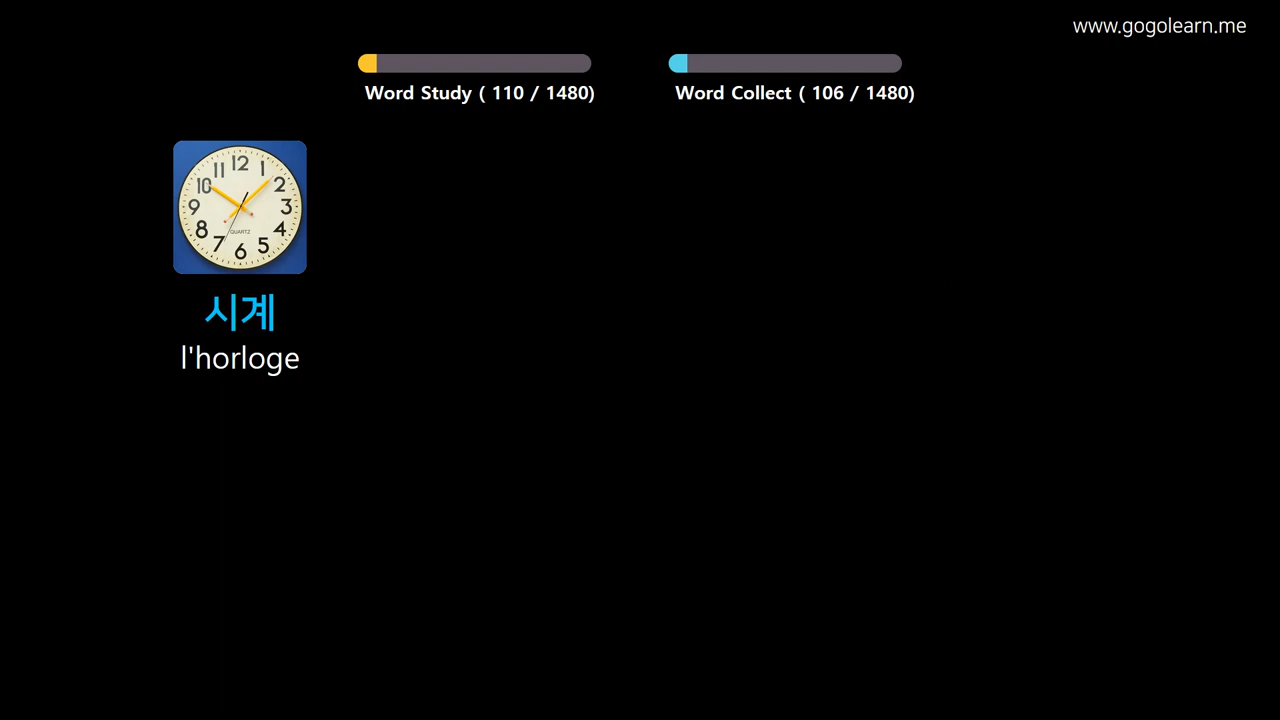 www.gogolearn.me
Word Study ( 110 / 1480)
Word Collect ( 106 / 1480)
12
1
2
3
4
5
6
7
8
9
10
11
QUARTZ
시계
l'horloge